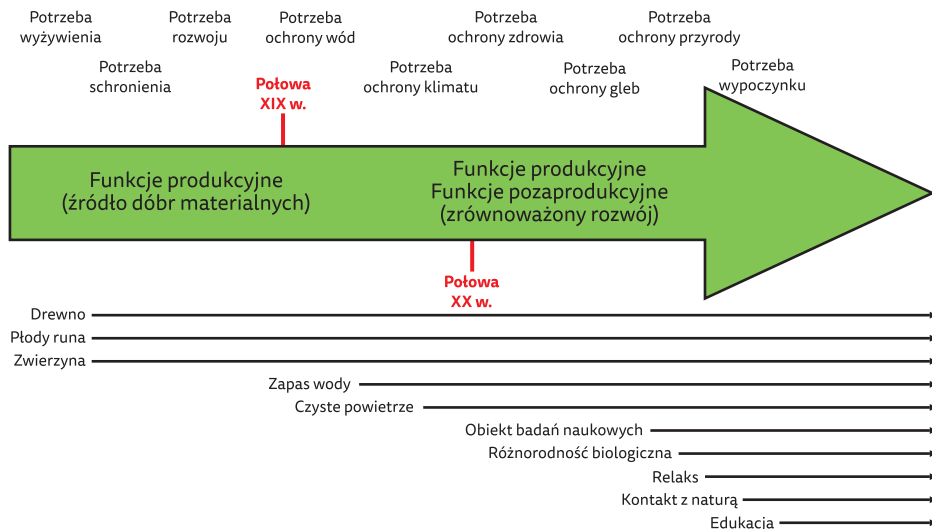 Potrzeba
wyżywienia
Potrzeba
rozwoju
Potrzeba
ochrony wód
Potrzeba
ochrony zdrowia
Potrzeba
ochrony przyrody
Potrzeba
schronienia
Połowa
XIX w.
Potrzeba
ochrony klimatu
Potrzeba
ochrony gleb
Potrzeba
wypoczynku
Funkcje produkcyjne
(źródło dóbr materialnych)
Funkcje produkcyjne
Funkcje pozaprodukcyjne
(zrównoważony rozwój)
Połowa
XX w.
Drewno
Płody runa
Zwierzyna
Zapas wody
Czyste powietrze
Obiekt badań naukowych
Różnorodność biologiczna
Relaks
Kontakt z naturą
Edukacja